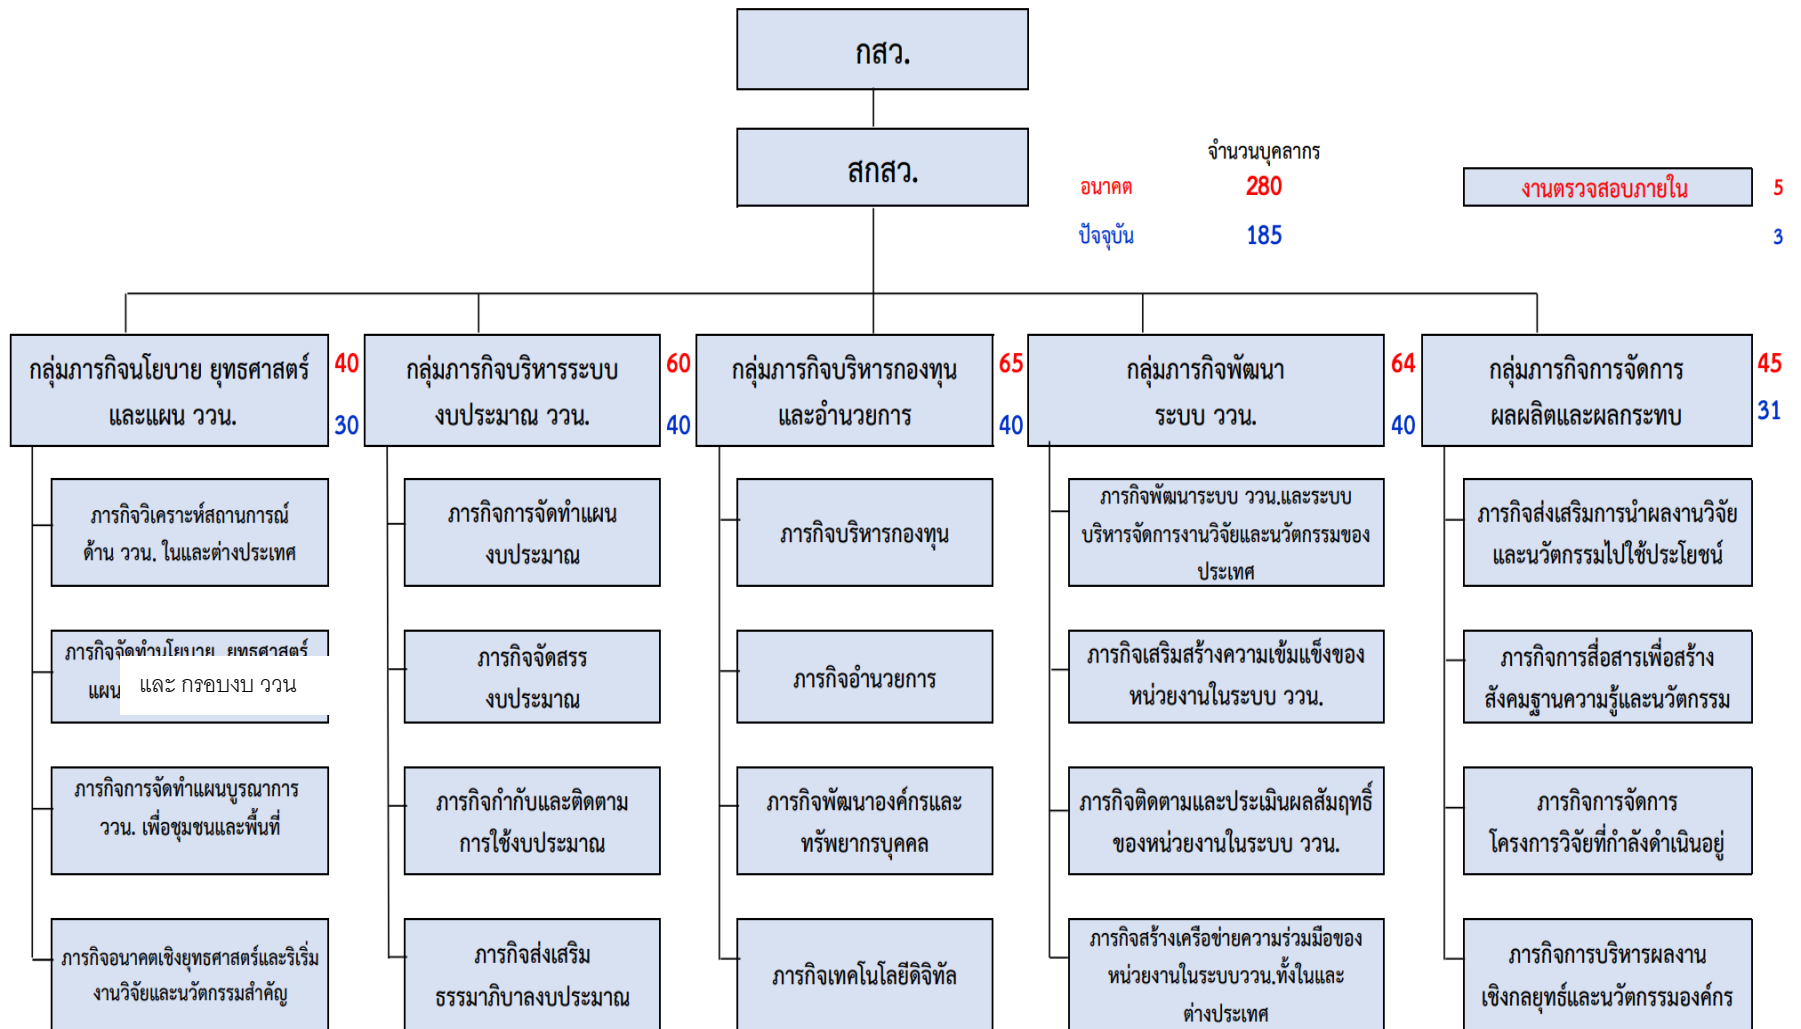 กสว.
สกสว.
จำนวนบุคลากร
อนาคต 280
ปัจจุบัน 185
งานตรวจสอบภายใน 5
3
กลุ่มภารกิจนโยบาย ยุทธศาสตร์
และแผน ววน.
40
30
กลุ่มภารกิจบริหารระบบ
งบประมาณ ววน.
60
40
กลุ่มภารกิจบริหารกองทุน
และอำนวยการ
65
40
กลุ่มภารกิจพัฒนา
ระบบ ววน.
64
40
กลุ่มภารกิจการจัดการ
ผลผลิตและผลกระทบ
45
31
ภารกิจวิเคราะห์สถานการณ์
ด้าน ววน. ในและต่างประเทศ
ภารกิจจัดทำนโยบาย ยุทธศาสตร์
แผน และ กรอบงบ ววน
ภารกิจการจัดทำแผนบูรณาการ
ววน. เพื่อชุมชนและพื้นที่
ภารกิจอนาคตเชิงยุทธศาสตร์และริเริ่ม
งานวิจัยและนวัตกรรมสำคัญ
ภารกิจการจัดทำแผน
งบประมาณ
ภารกิจจัดสรร
งบประมาณ
ภารกิจกำกับและติดตาม
การใช้งบประมาณ
ภารกิจส่งเสริม
ธรรมาภิบาลงบประมาณ
ภารกิจบริหารกองทุน
ภารกิจอำนวยการ
ภารกิจพัฒนาองค์กรและ
ทรัพยากรบุคคล
ภารกิจเทคโนโลยีดิจิทัล
ภารกิจพัฒนาระบบ ววน.และระบบ
บริหารจัดการงานวิจัยและนวัตกรรมของ
ประเทศ
ภารกิจเสริมสร้างความเข้มแข็งของ
หน่วยงานในระบบ ววน.
ภารกิจติดตามและประเมินผลสัมฤทธิ์
ของหน่วยงานในระบบ ววน.
ภารกิจสร้างเครือข่ายความร่วมมือของ
หน่วยงานในระบบววน.ทั้งในและ
ต่างประเทศ
ภารกิจส่งเสริมการนำผลงานวิจัย
และนวัตกรรมไปใช้ประโยชน์
ภารกิจการสื่อสารเพื่อสร้าง
สังคมฐานความรู้และนวัตกรรม
ภารกิจการจัดการ
โครงการวิจัยที่กำลังดำเนินอยู่
ภารกิจการบริหารผลงาน
เชิงกลยุทธ์และนวัตกรรมองค์กร